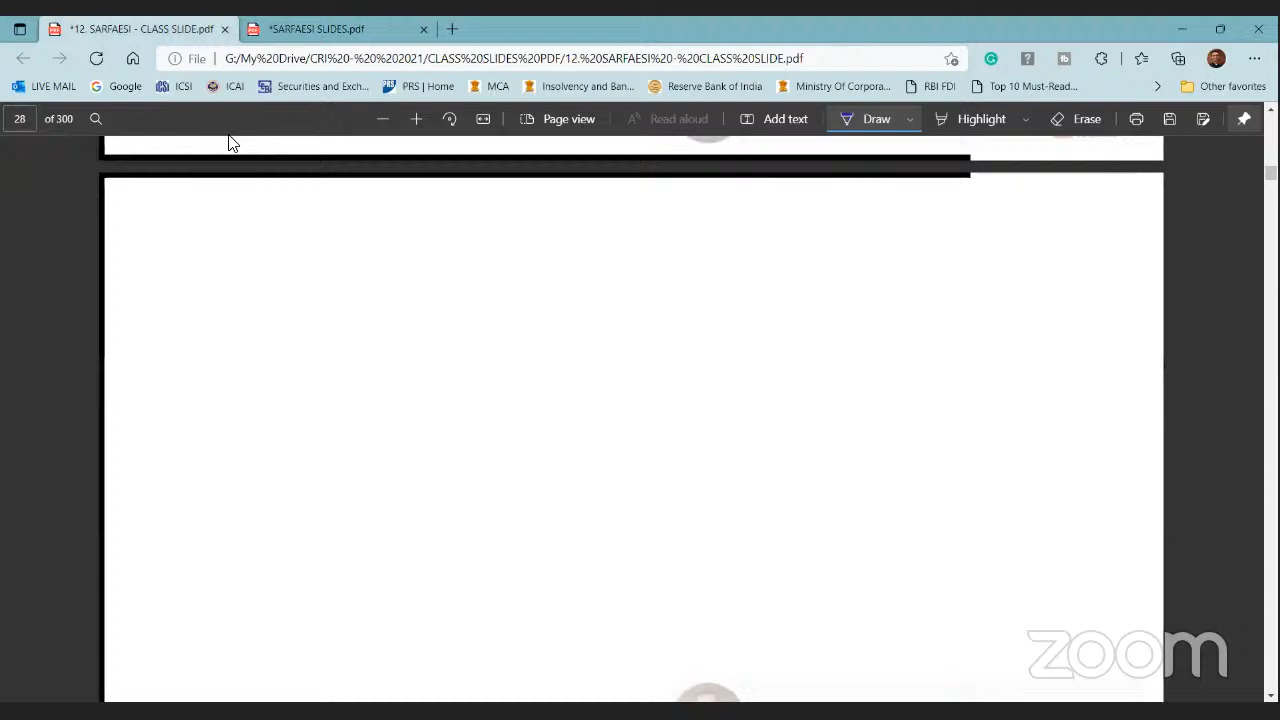 *12. SARFAESI - CLASS SLIDE.pdf
*SARFAESI SLIDES.pdf
File
G:/My%20Drive/CRI%20-%20%202021/CLASS%20SLIDES%20PDF/12.%20SARFAESI%20-%20CLASS%20SLIDE.pdf
LIVE MAIL Google ICSI ICAI Securities and Exch... PRS | Home MCA Insolvency and Ban... Reserve Bank of India Ministry Of Corpora... RBI FDI Top 10 Must-Read... Other favorites
28 of 300 Page view Read aloud Add text Draw Highlight Erase
zoom